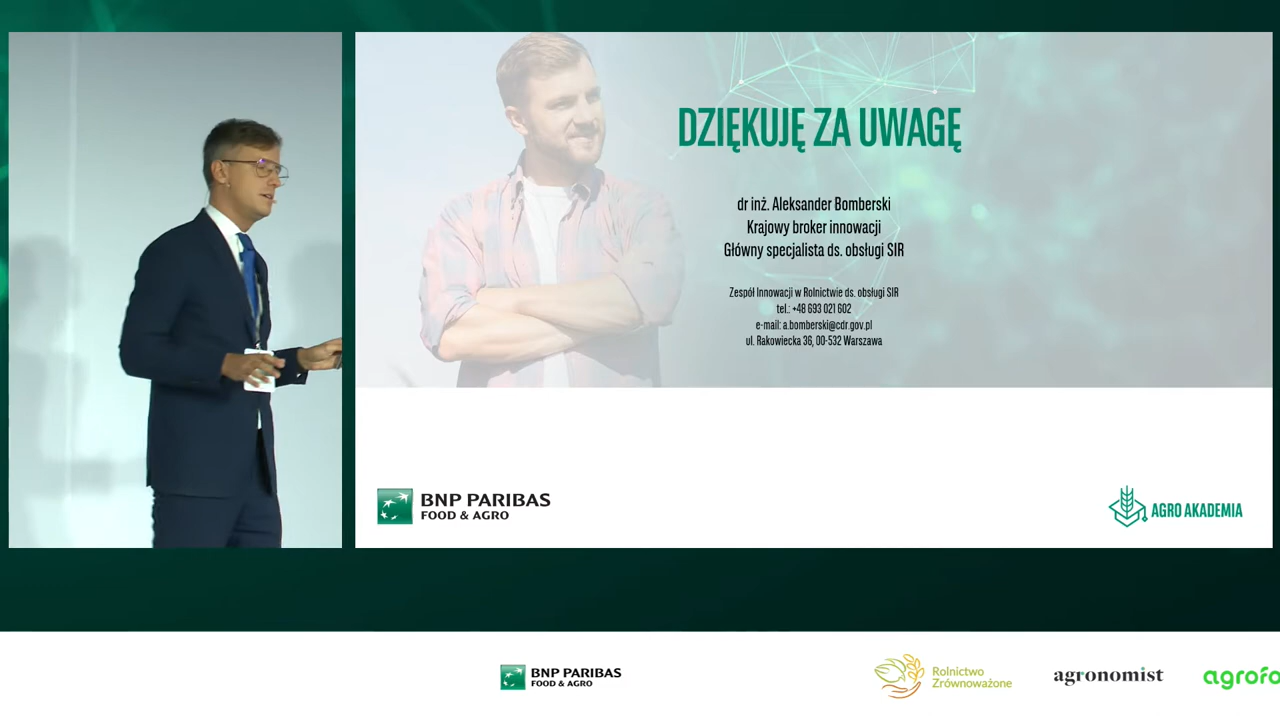 DZIĘKUJĘ ZA UWAGĘ
dr inż. Aleksander Bomberski
Krajowy broker innowacji
Główny specjalista ds. obsługi SIR
Zespół Innowacji w Rolnictwie ds. obsługi SIR
tel.: +48 693 021 602
e-mail: a.bomberski@cdr.gov.pl
ul. Rakowiecka 36, 00-532 Warszawa
BNP PARIBAS
FOOD & AGRO
AGRO AKADEMIA
BNP PARIBAS
FOOD & AGRO
Rolnictwo
Zrównoważone
agronomist
agrofo